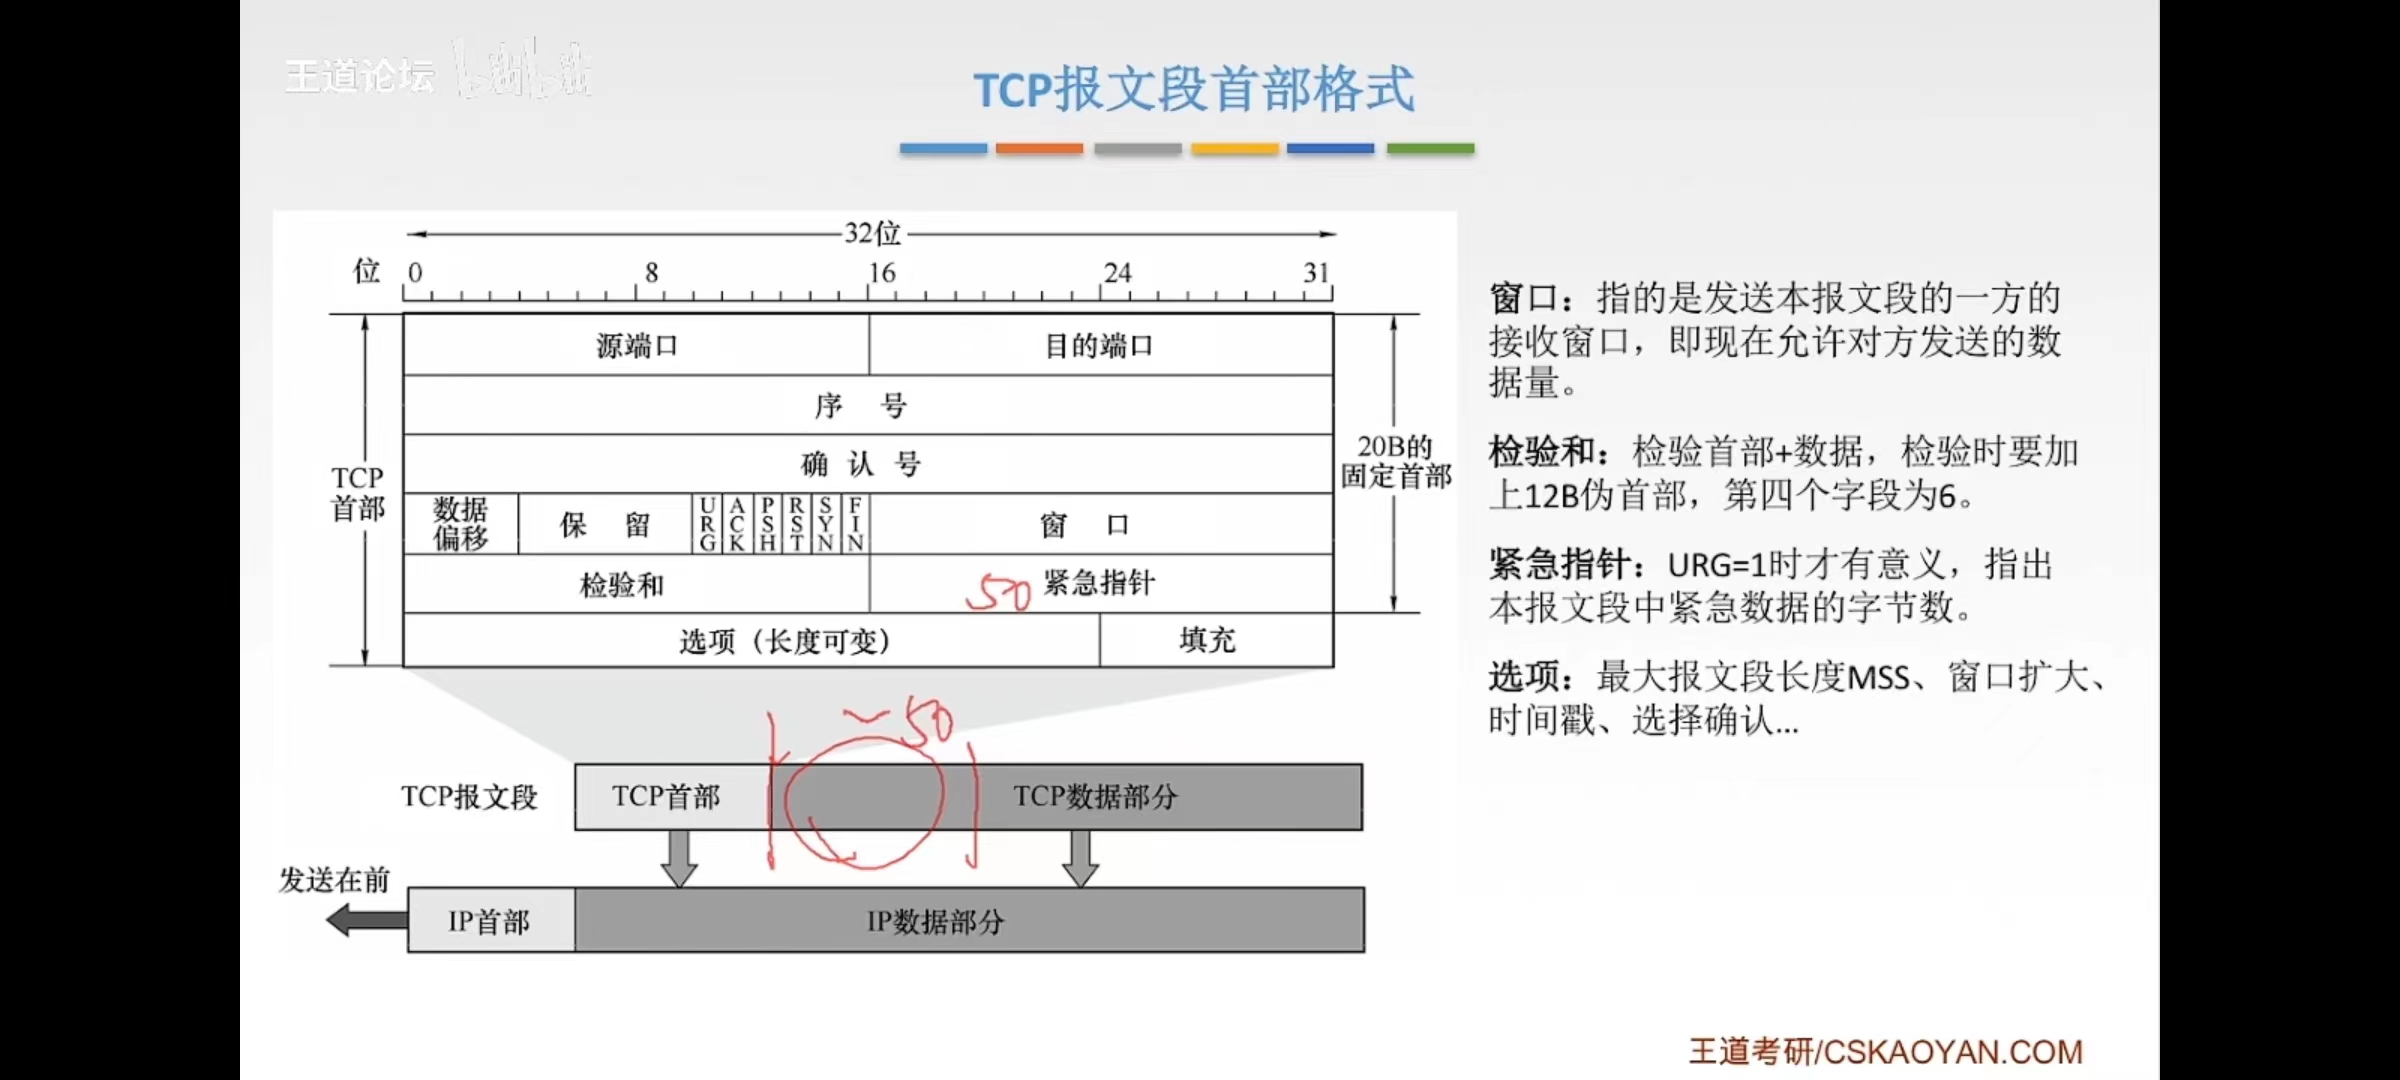 王道论坛 bilibili
TCP报文段首部格式
32位
位 0 8 16 24 31
源端口 目的端口
序 号
确 认 号
TCP
首部
20B的
固定首部
数据
偏移
保 留
URG
ACK
PSH
RST
SYN
FIN
窗 口
检验和 50 紧急指针
选项（长度可变） 填充
~50
TCP报文段 TCP首部 TCP数据部分
发送在前
IP首部 IP数据部分
窗口：指的是发送本报文段的一方的
接收窗口，即现在允许对方发送的数
据量。
检验和：检验首部+数据，检验时要加
上12B伪首部，第四个字段为6。
紧急指针：URG=1时才有意义，指出
本报文段中紧急数据的字节数。
选项：最大报文段长度MSS、窗口扩大、
时间戳、选择确认...
王道考研/CSKAOYAN.COM